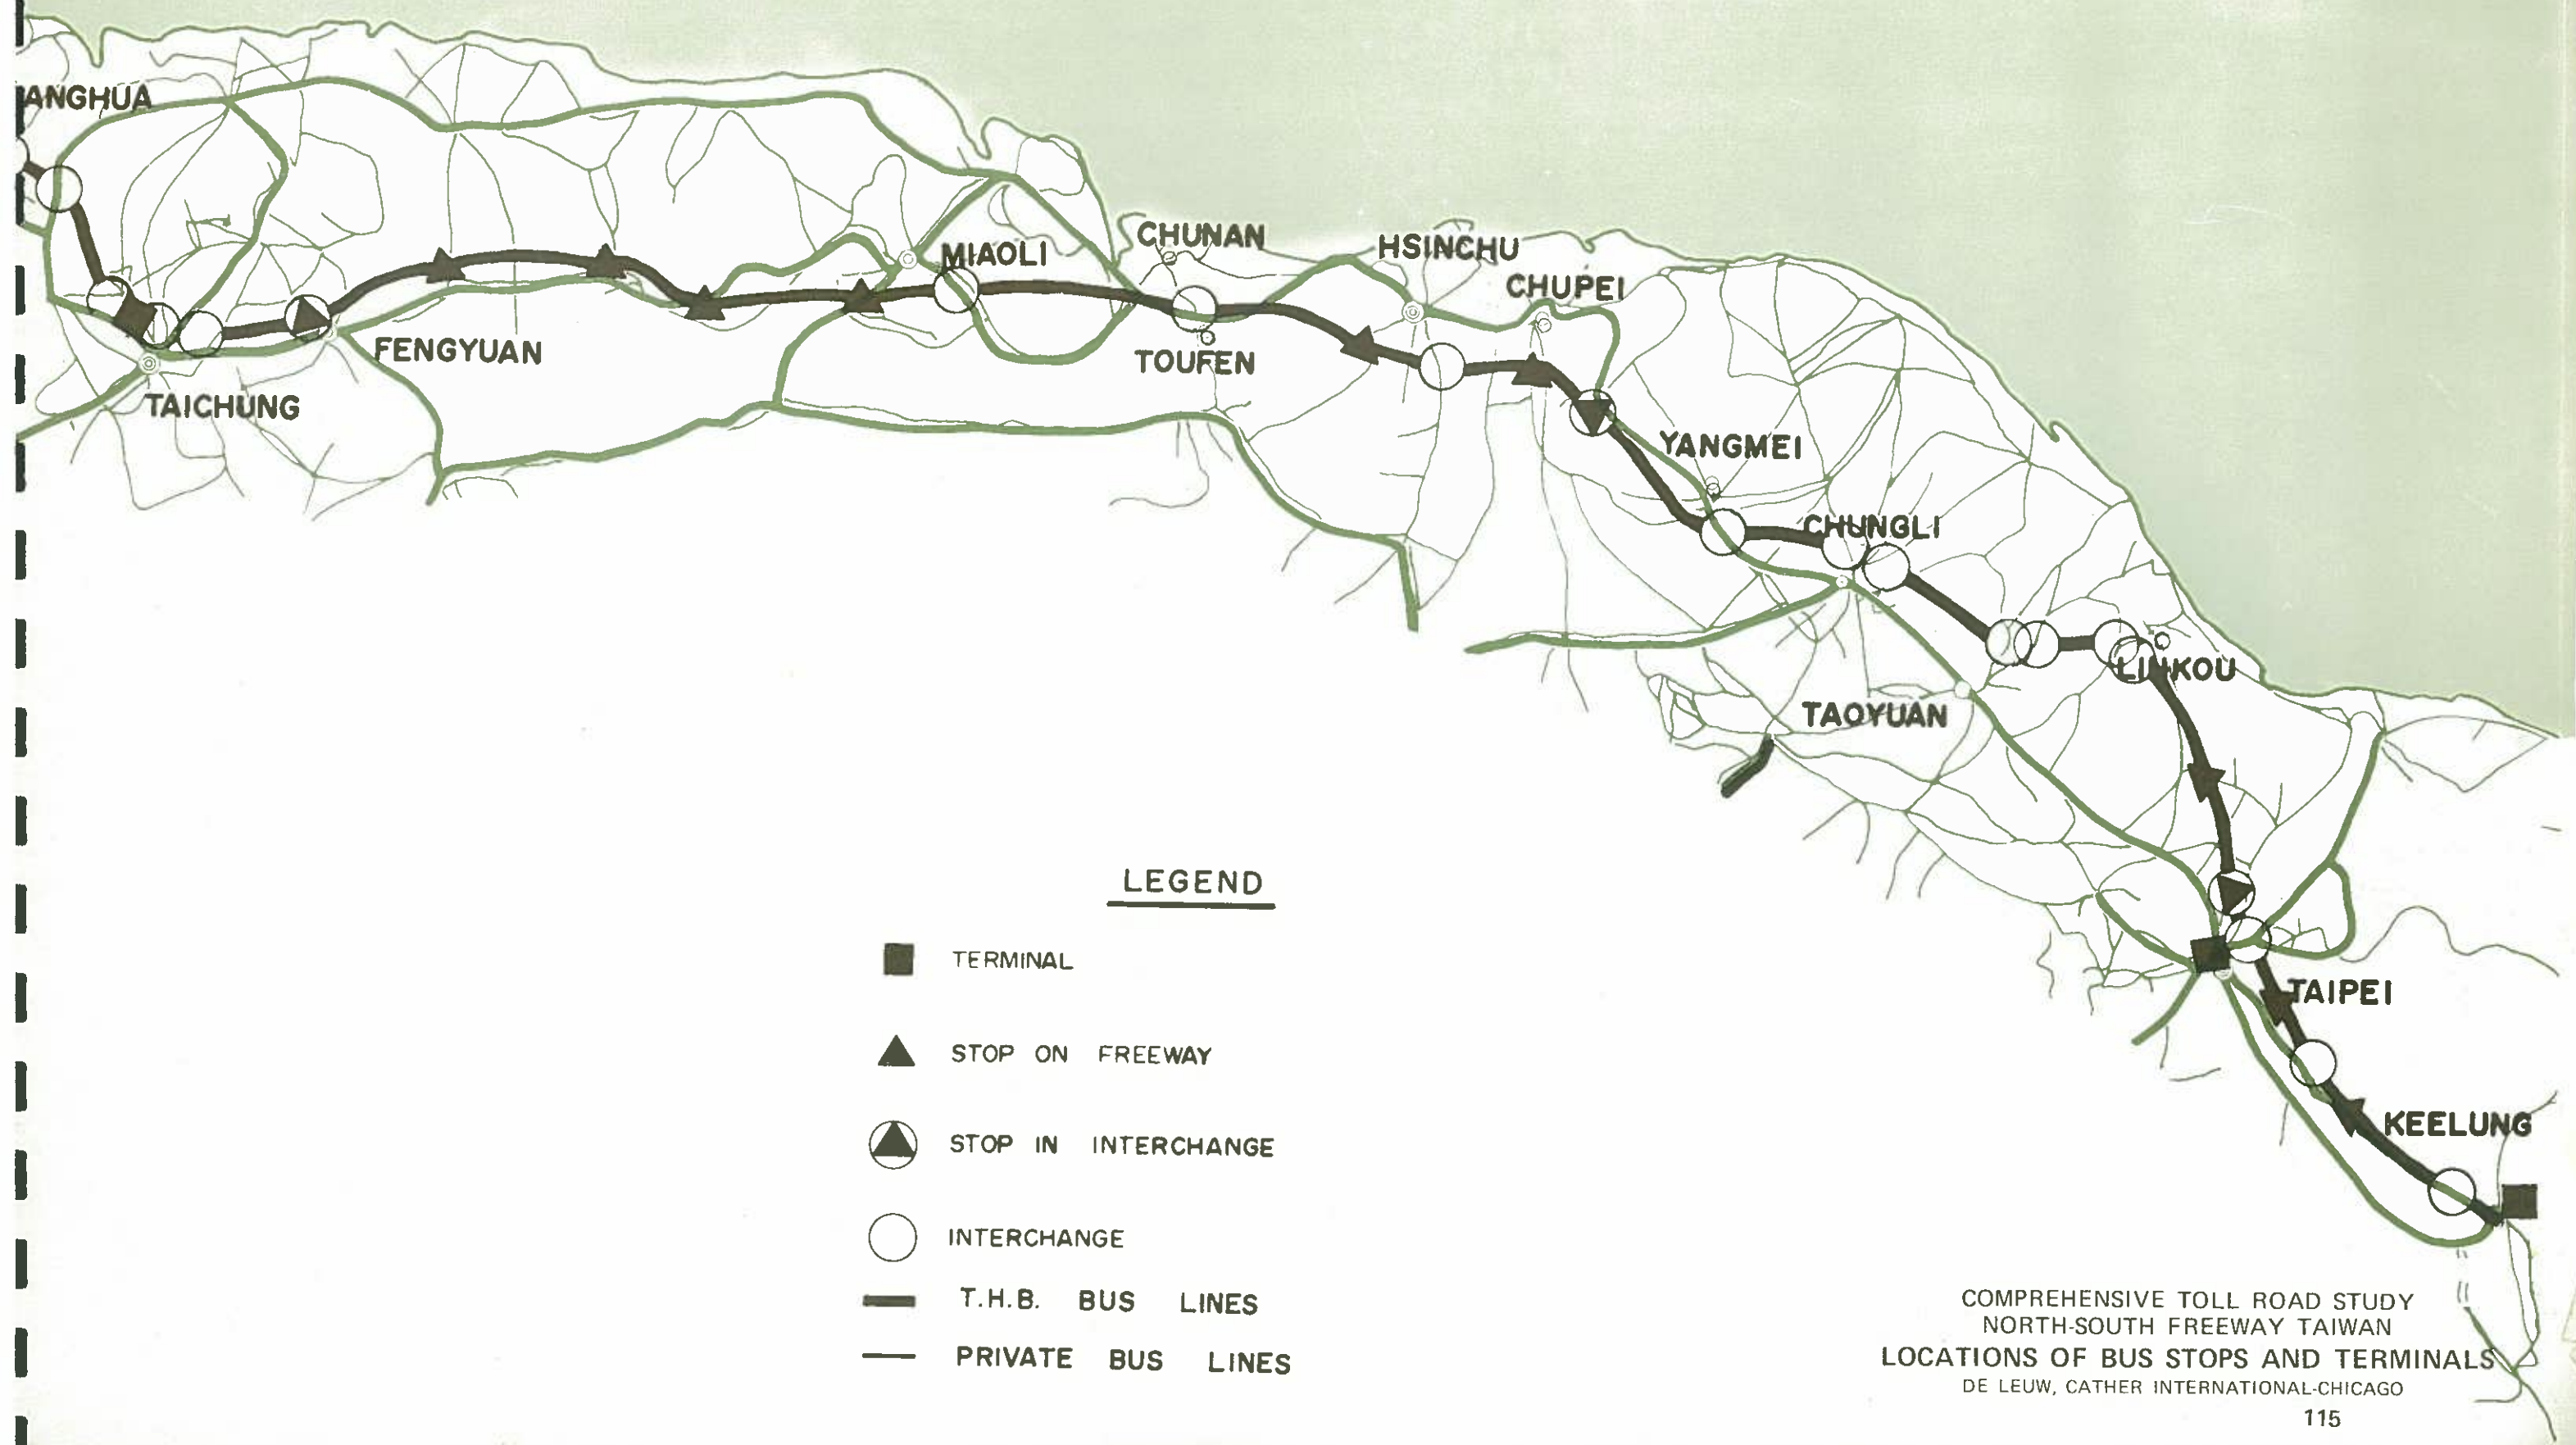 ANGHUA
CHUNAN
HSINCHU
MIAOLI
CHUPEI
FENGYUAN
TOUFEN
TAICHUNG
YANGMEI
CHUNGLI
LINKOU
TAOYUAN
TAIPEI
KEELUNG
LEGEND
TERMINAL
STOP ON FREEWAY
STOP IN INTERCHANGE
INTERCHANGE
T.H.B. BUS LINES
PRIVATE BUS LINES
COMPREHENSIVE TOLL ROAD STUDY
NORTH-SOUTH FREEWAY TAIWAN
LOCATIONS OF BUS STOPS AND TERMINALS
DE LEUW, CATHER INTERNATIONAL-CHICAGO
115